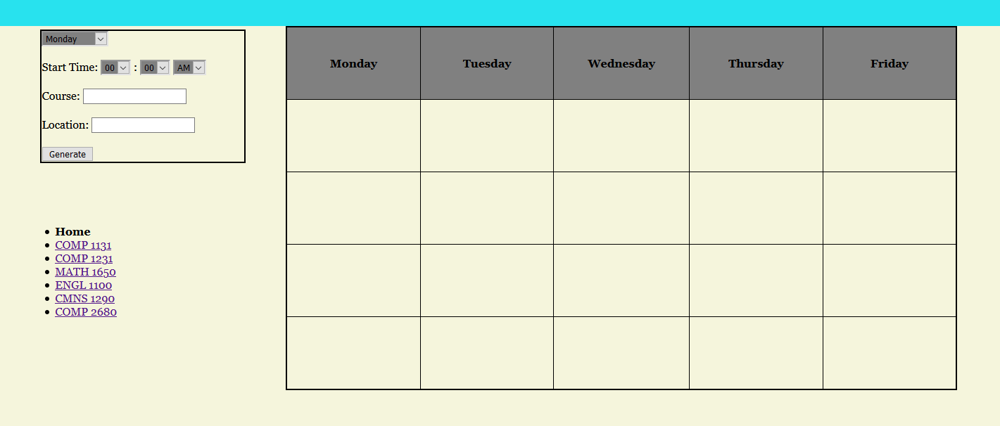 Monday
Start Time: 00 : 00 AM
Course:
Location:
Generate
Home
COMP 1131
COMP 1231
MATH 1650
ENGL 1100
CMNS 1290
COMP 2680
Monday Tuesday Wednesday Thursday Friday